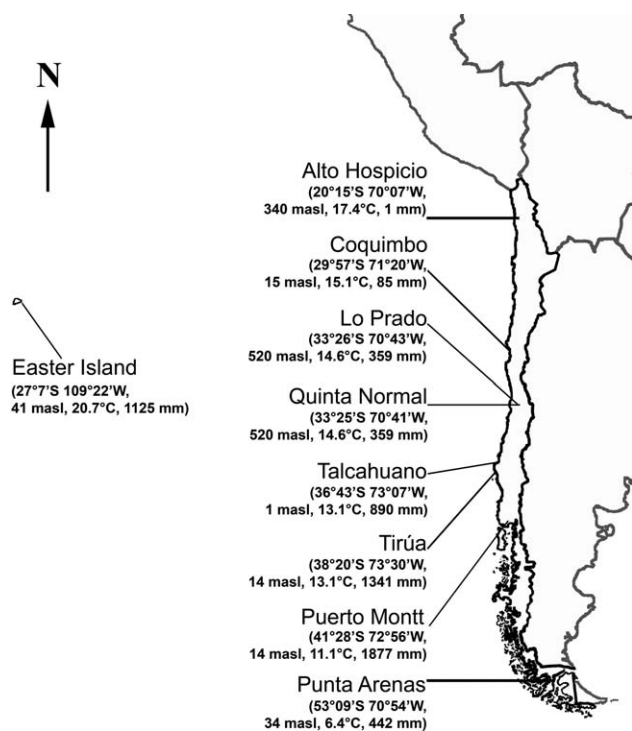 N
Alto Hospicio
(20°15'S 70°07'W,
340 masl, 17.4°C, 1 mm)
Coquimbo
(29°57'S 71°20'W,
15 masl, 15.1°C, 85 mm)
Lo Prado
(33°26'S 70°43'W,
520 masl, 14.6°C, 359 mm)
Easter Island
(27°7'S 109°22'W,
41 masl, 20.7°C, 1125 mm)
Quinta Normal
(33°25'S 70°41'W,
520 masl, 14.6°C, 359 mm)
Talcahuano
(36°43'S 73°07'W,
1 masl, 13.1°C, 890 mm)
Tirúa
(38°20'S 73°30'W,
14 masl, 13.1°C, 1341 mm)
Puerto Montt
(41°28'S 72°56'W,
14 masl, 11.1°C, 1877 mm)
Punta Arenas
(53°09'S 70°54'W,
34 masl, 6.4°C, 442 mm)